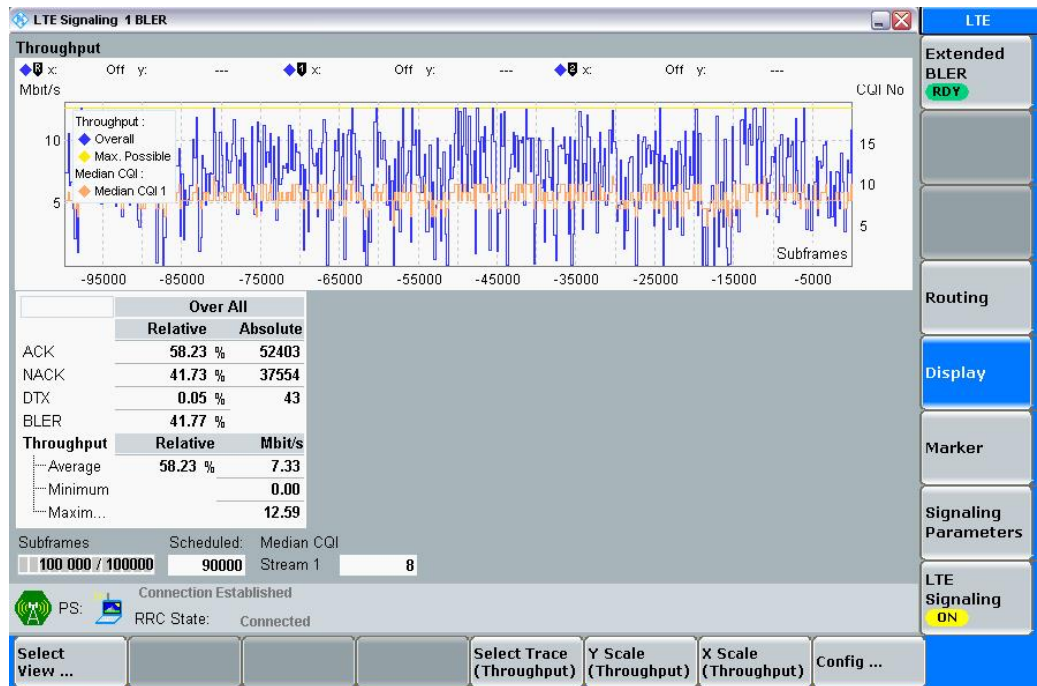 LTE Signaling 1 BLER
LTE
Throughput
R x: Off y: --- 1 x: Off y: --- 2 x: Off y: ---
Mbit/s
CQI No
Throughput :
Overall
Max. Possible
Median CQI :
Median CQI 1
10
5
15
10
5
Subframes
-95000 -85000 -75000 -65000 -55000 -45000 -35000 -25000 -15000 -5000
Over All
Relative Absolute
ACK 58.23 % 52403
NACK 41.73 % 37554
DTX 0.05 % 43
BLER 41.77 %
Throughput Relative Mbit/s
Average 58.23 % 7.33
Minimum 0.00
Maxim... 12.59
Subframes Scheduled: Median CQI
100 000 / 100000 90000 Stream 1 8
PS: Connection Established
RRC State: Connected
Extended
BLER
RDY
Routing
Display
Marker
Signaling
Parameters
LTE
Signaling
ON
Select
View ...
Select Trace
(Throughput)
Y Scale
(Throughput)
X Scale
(Throughput)
Config ...